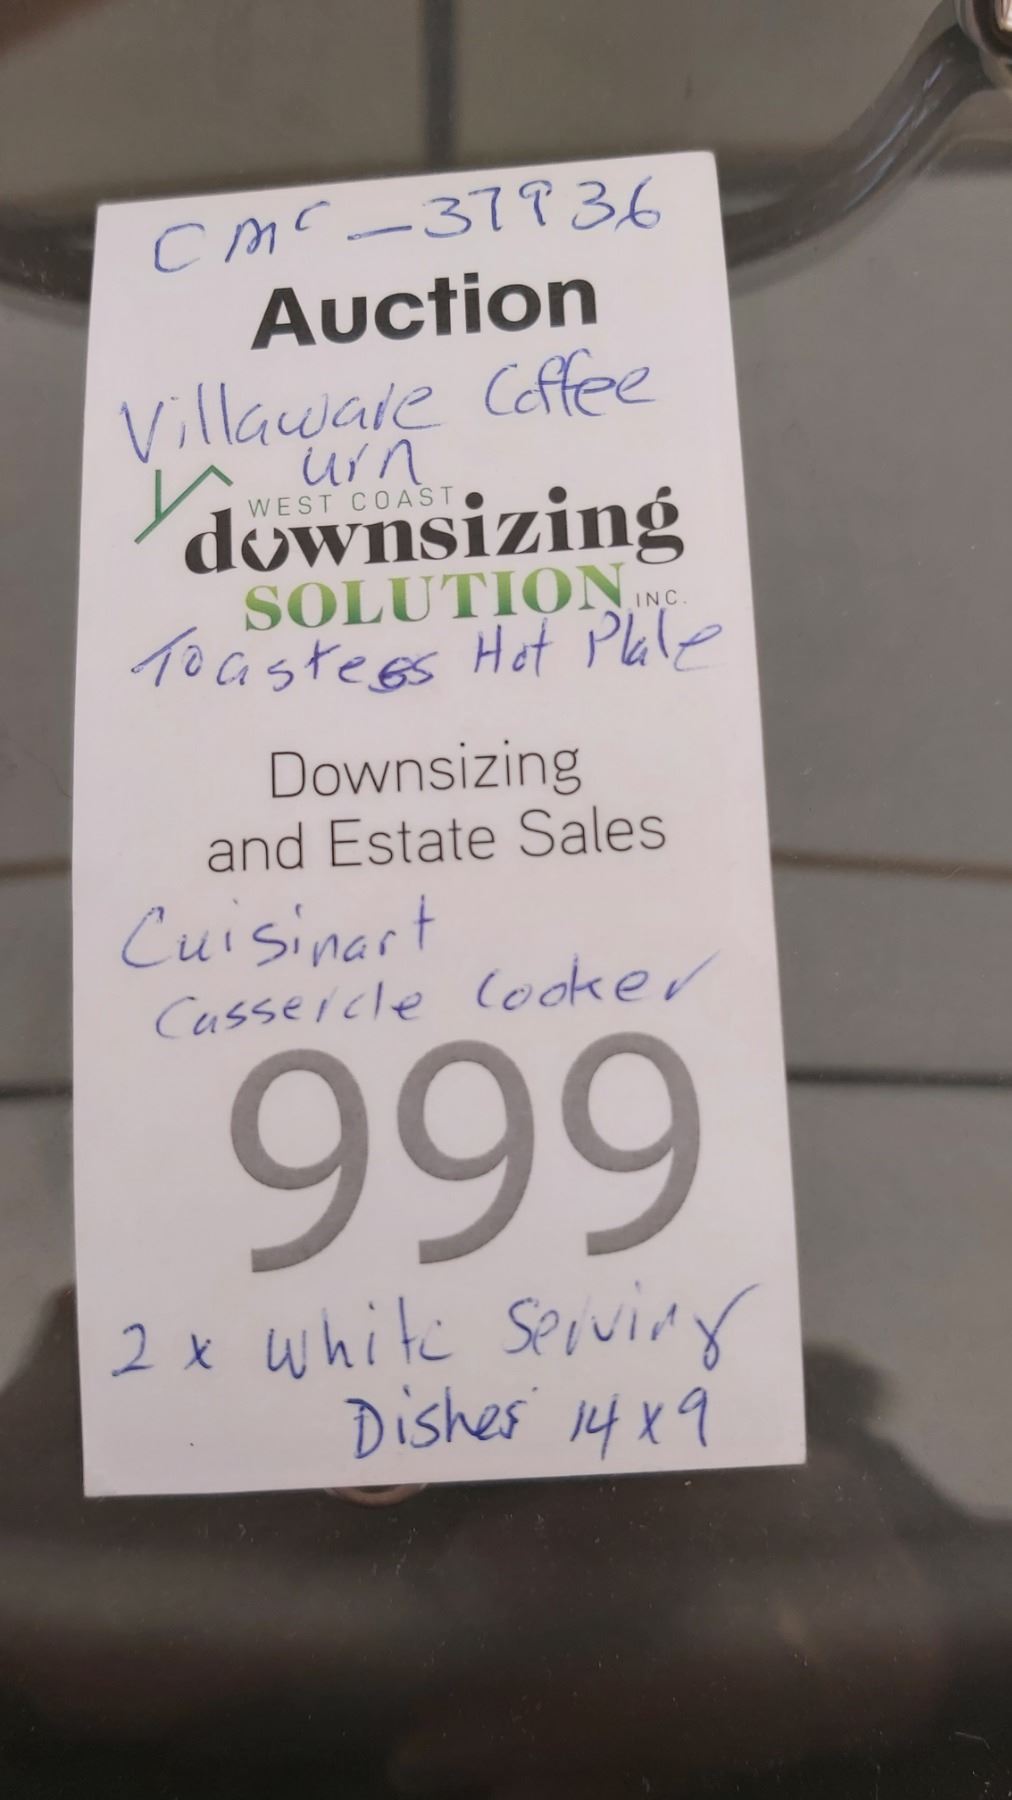 CMC - 37936
Auction
Villaware Coffee
urn
WEST COAST
downsizing
SOLUTION INC.
Toastess Hot Plate
Downsizing
and Estate Sales
Cuisinart
Casserole Cooker
999
2 x White Serving
Dishes 14 x 9